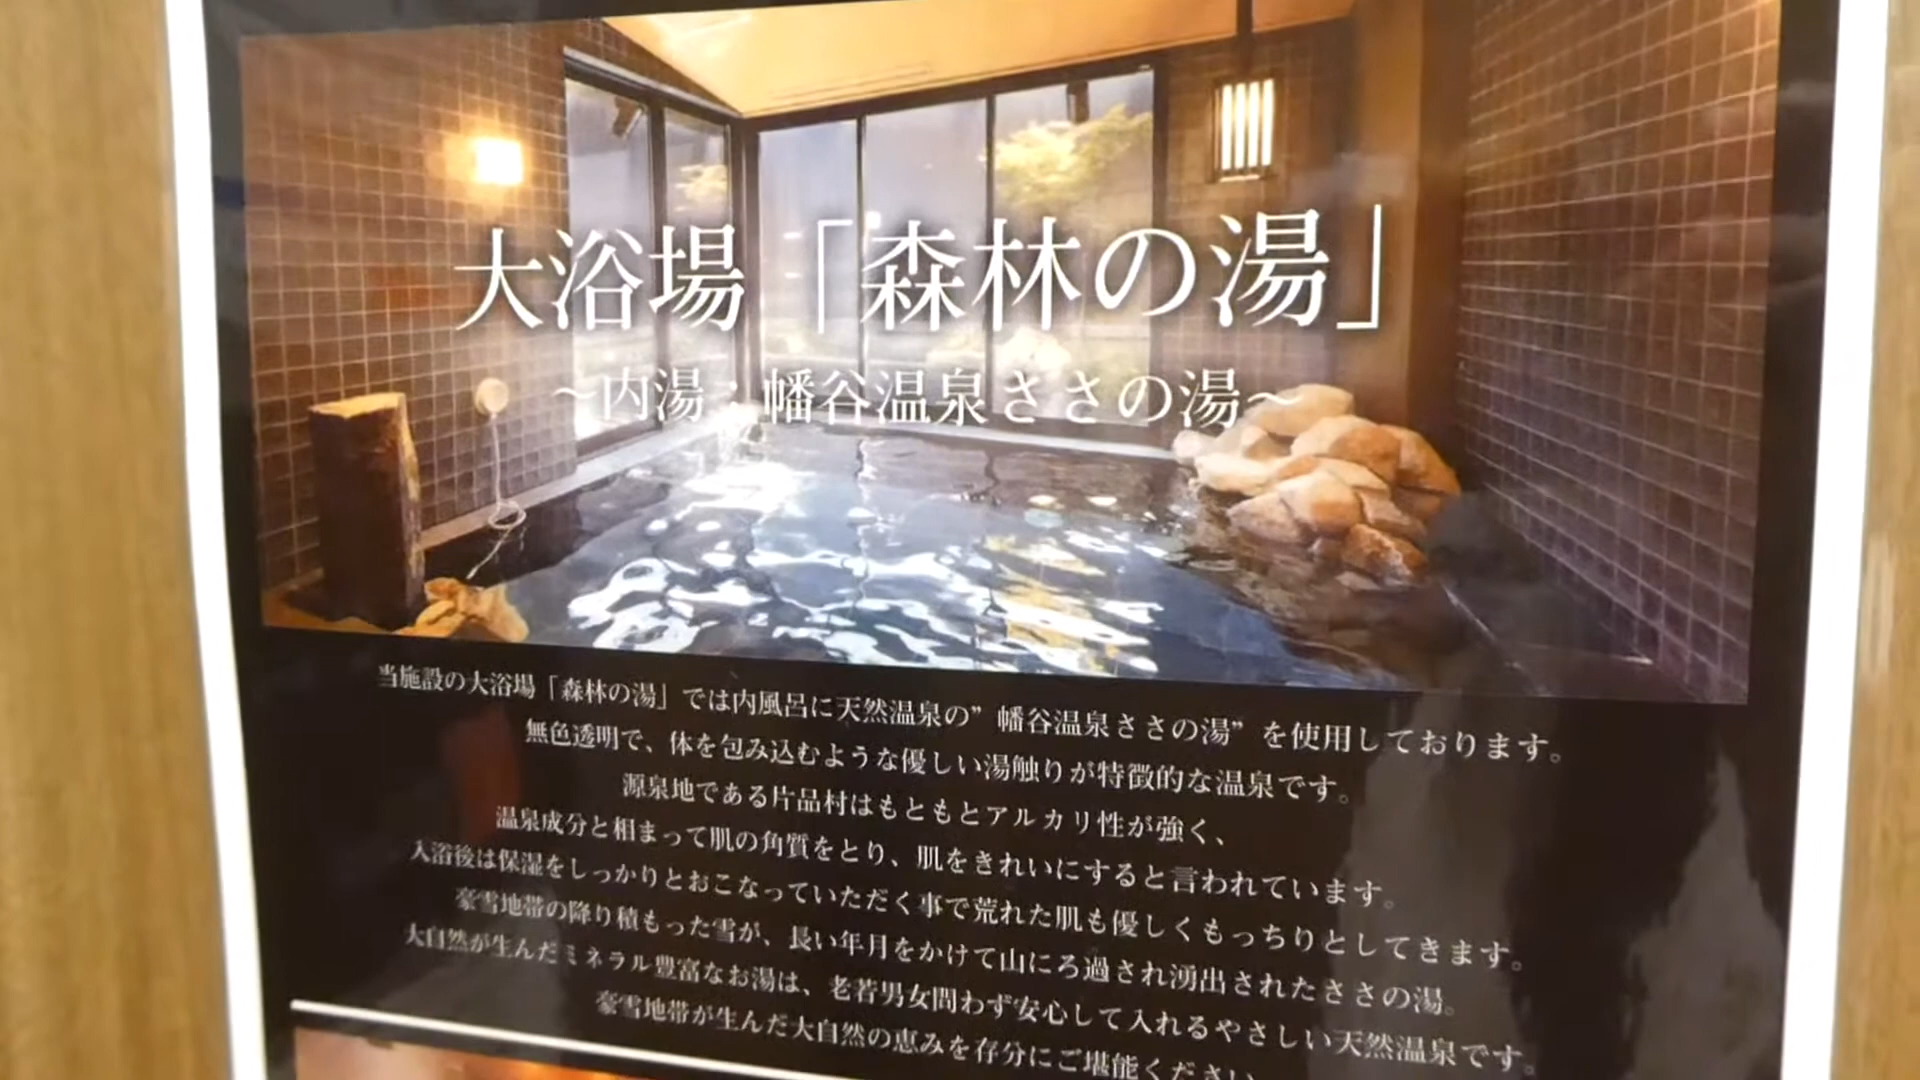 大浴場「森林の湯」
～内湯：幡谷温泉ささの湯～
当施設の大浴場「森林の湯」では内風呂に天然温泉の”幡谷温泉ささの湯”を使用しております。
無色透明で、体を包み込むような優しい湯触りが特徴的な温泉です。
源泉地である片品村はもともとアルカリ性が強く、
温泉成分と相まって肌の角質をとり、肌をきれいにすると言われています。
入浴後は保湿をしっかりとおこなっていただく事で荒れた肌も優しくもっちりとしてきます。
豪雪地帯の降り積もった雪が、長い年月をかけて山にろ過され湧出されたささの湯。
大自然が生んだミネラル豊富なお湯は、老若男女問わず安心して入れるやさしい天然温泉です。
豪雪地帯が生んだ大自然の恵みを存分にご堪能ください